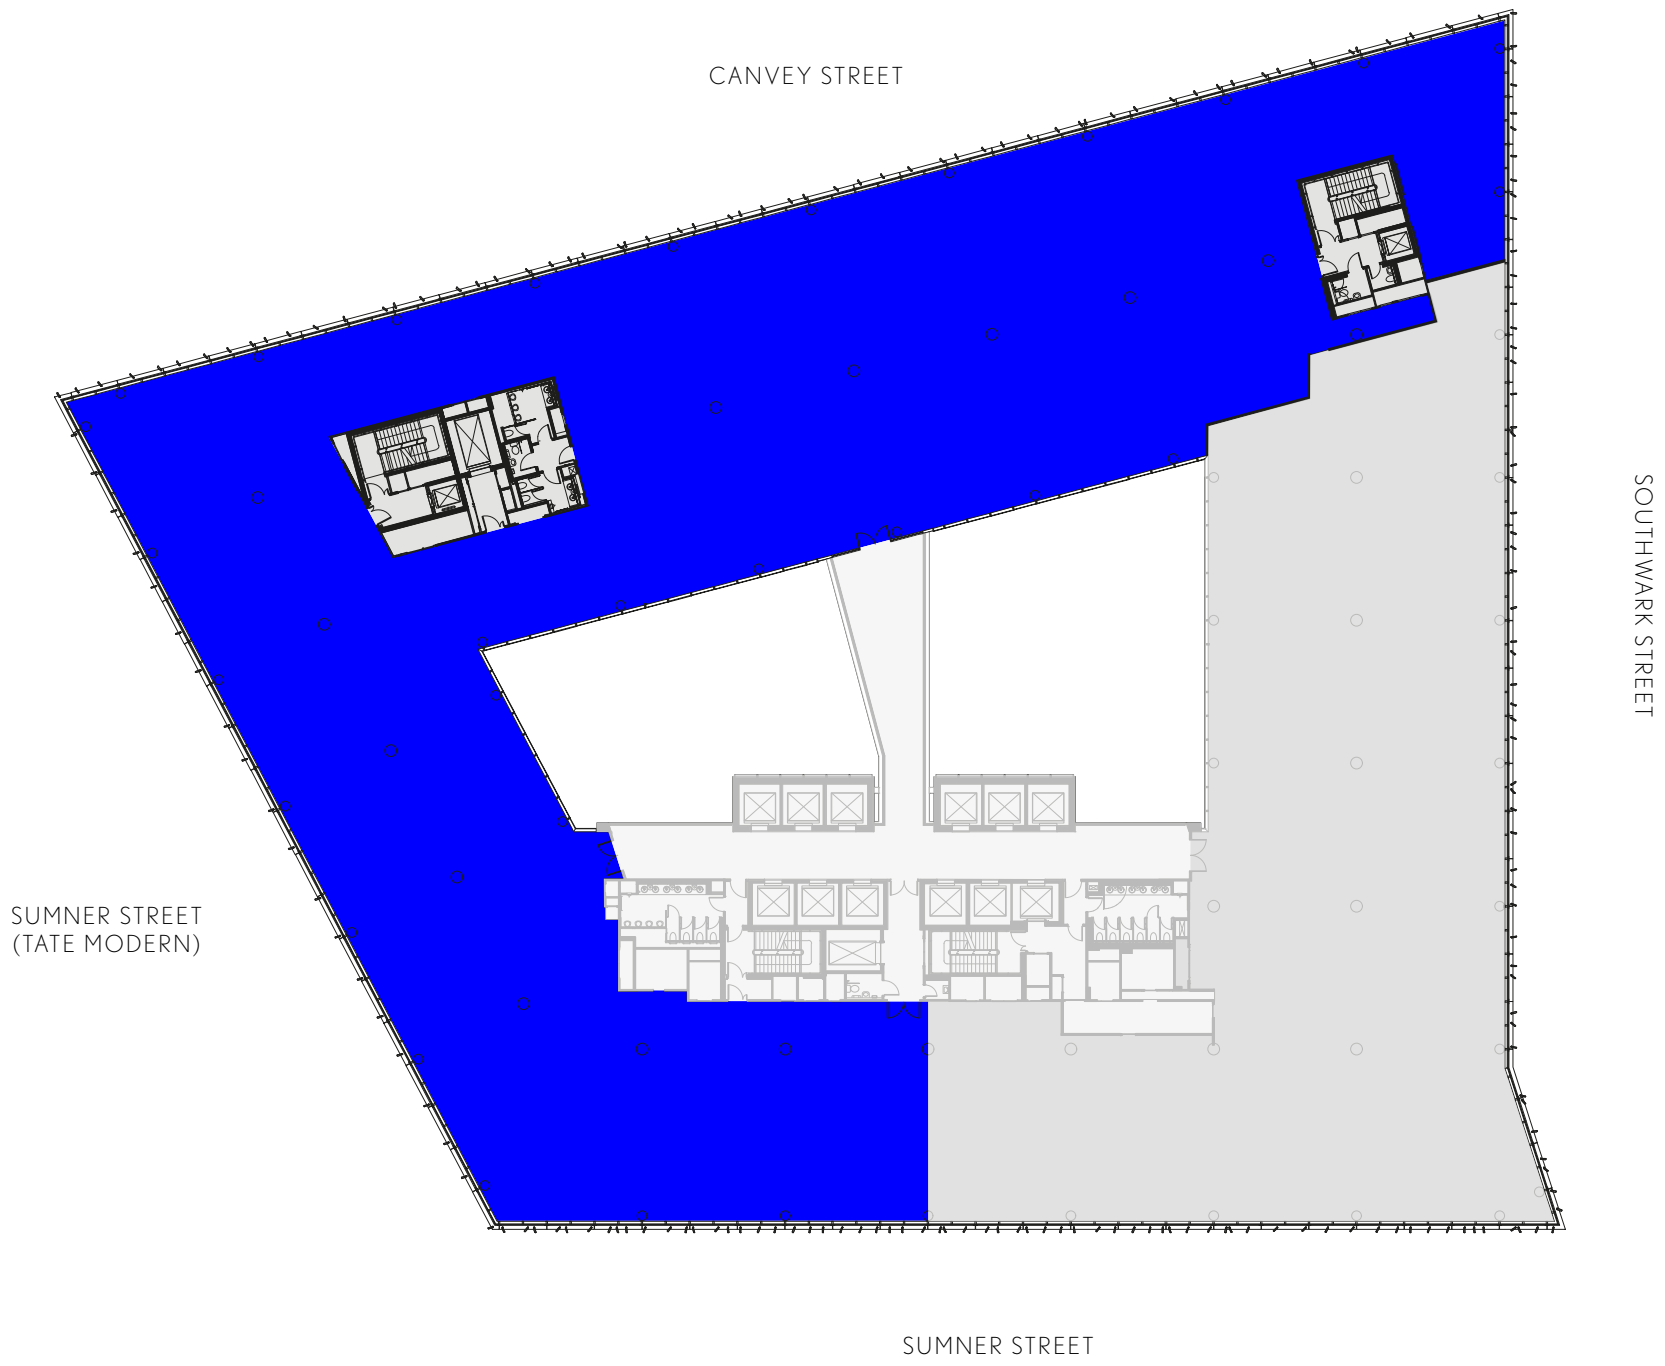 CANVEY STREET
SOUTHWARK STREET
SUMNER STREET
(TATE MODERN)
SUMNER STREET